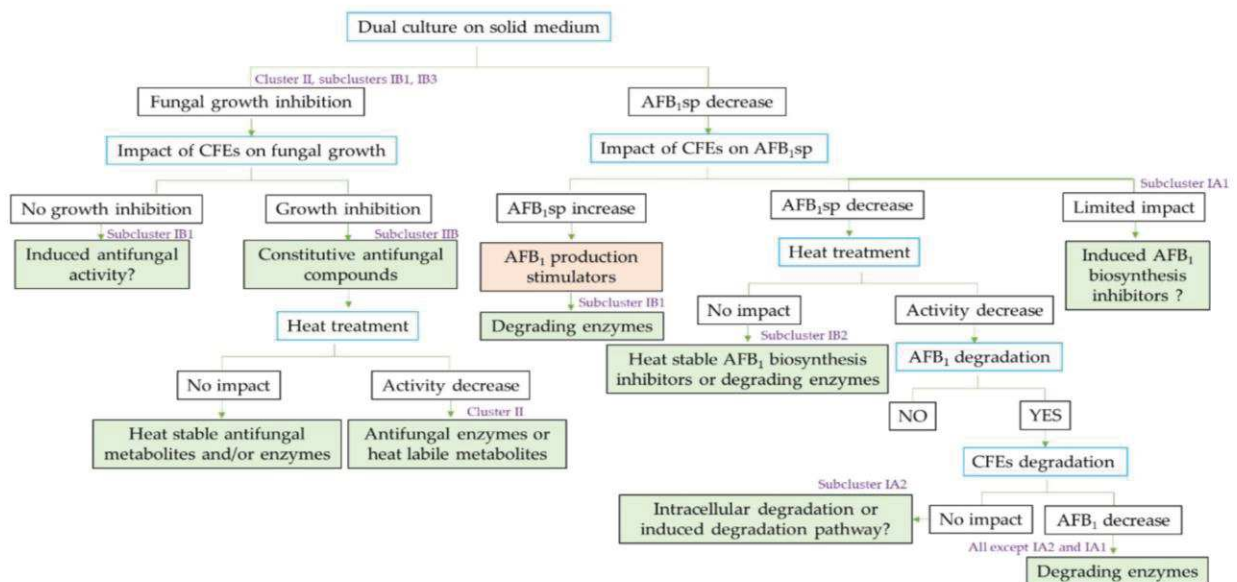 Dual culture on solid medium
Cluster II, subclusters IB1, IB3
Fungal growth inhibition
AFB₁sp decrease
Impact of CFEs on fungal growth
Impact of CFEs on AFB₁sp
Subcluster IA1
No growth inhibition
Growth inhibition
AFB₁sp increase
AFB₁sp decrease
Limited impact
Subcluster IB1
Subcluster IIB
Induced antifungal
activity?
Constitutive antifungal
compounds
AFB₁ production
stimulators
Heat treatment
Induced AFB₁
biosynthesis
inhibitors ?
Subcluster IB1
Degrading enzymes
No impact
Activity decrease
Heat treatment
Subcluster IB2
Heat stable AFB₁ biosynthesis
inhibitors or degrading enzymes
AFB₁ degradation
No impact
Activity decrease
NO
YES
Cluster II
Heat stable antifungal
metabolites and/or enzymes
Antifungal enzymes or
heat labile metabolites
CFEs degradation
Subcluster IA2
Intracellular degradation or
induced degradation pathway?
No impact
AFB₁ decrease
All except IA2 and IA1
Degrading enzymes